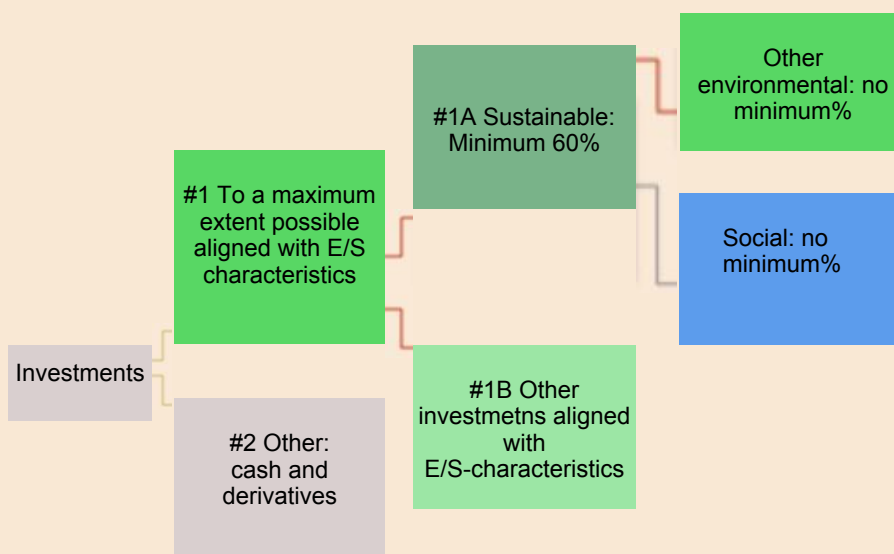 Investments
#1 To a maximum
extent possible
aligned with E/S
characteristics
#2 Other:
cash and
derivatives
#1A Sustainable:
Minimum 60%
#1B Other
investmetns aligned
with
E/S-characteristics
Other
environmental: no
minimum%
Social: no
minimum%